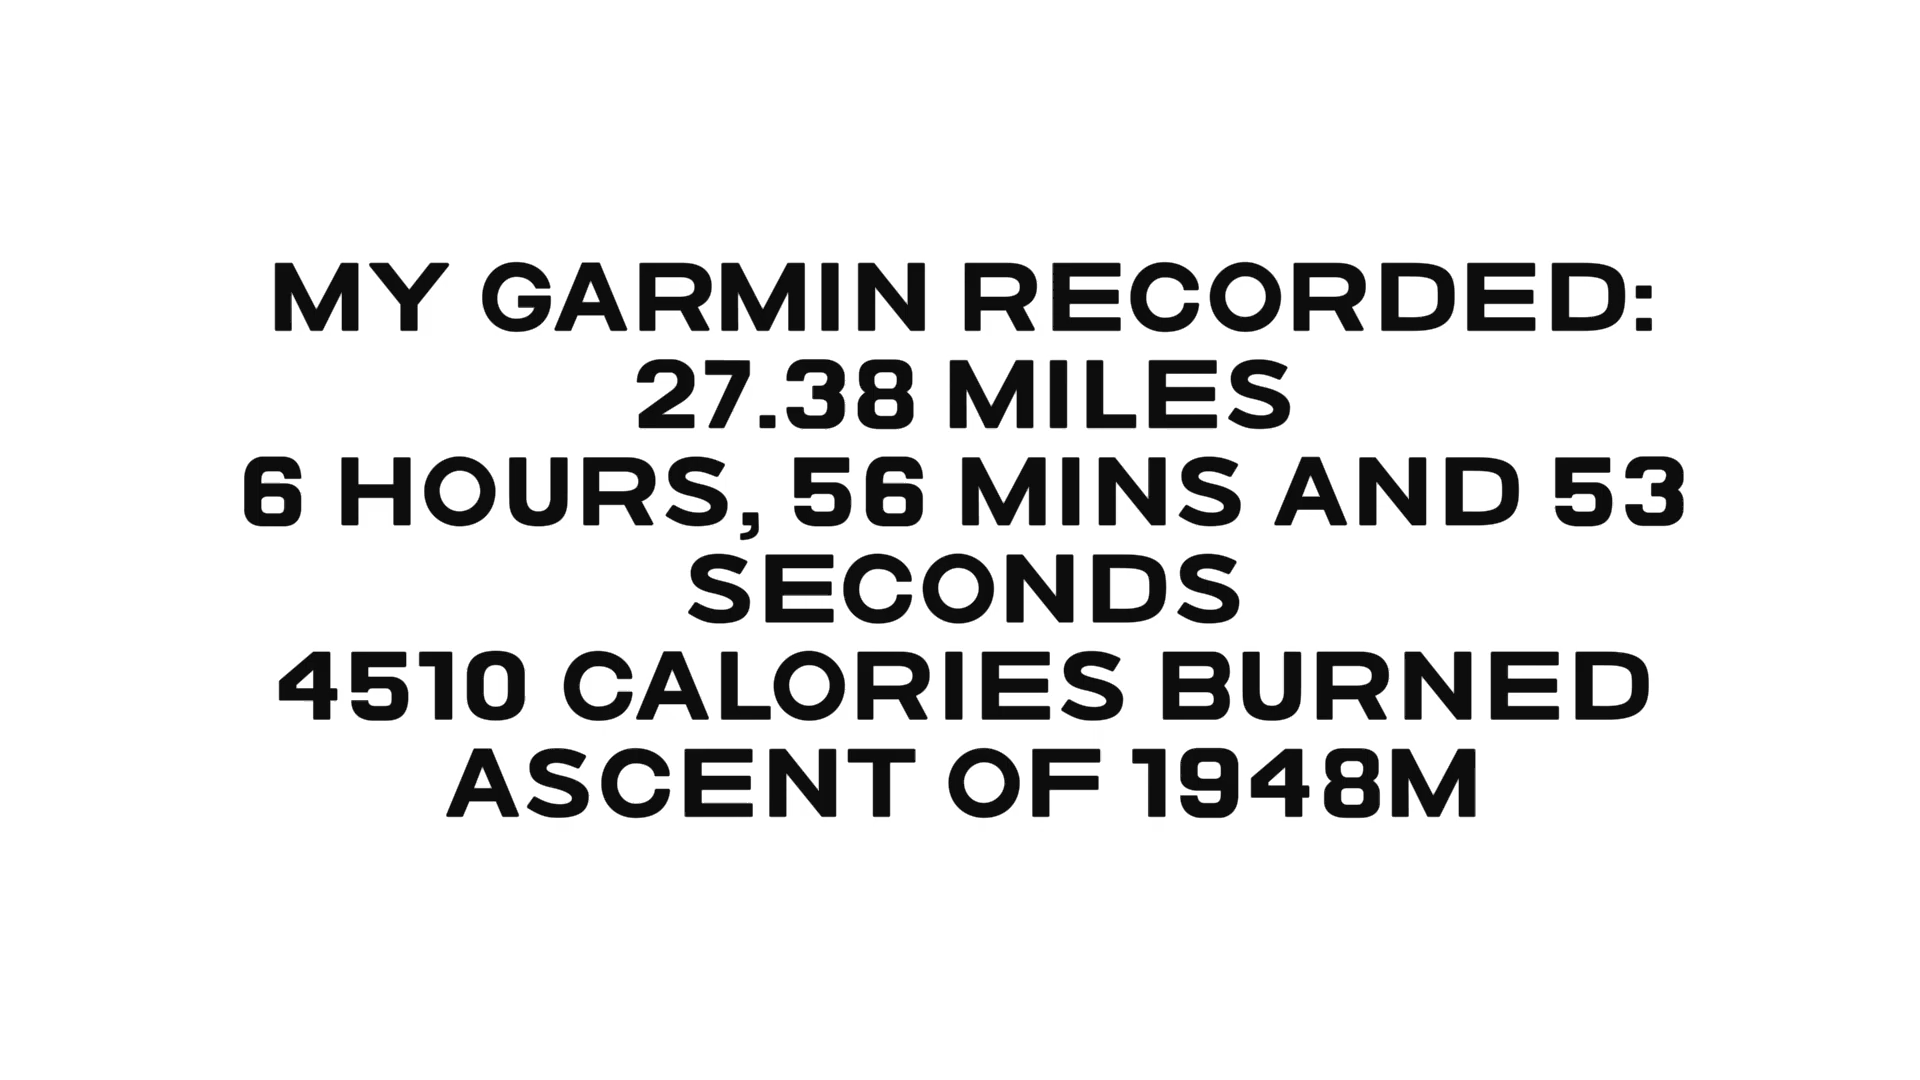 MY GARMIN RECORDED:
27.38 MILES
6 HOURS, 56 MINS AND 53
SECONDS
4510 CALORIES BURNED
ASCENT OF 1948M